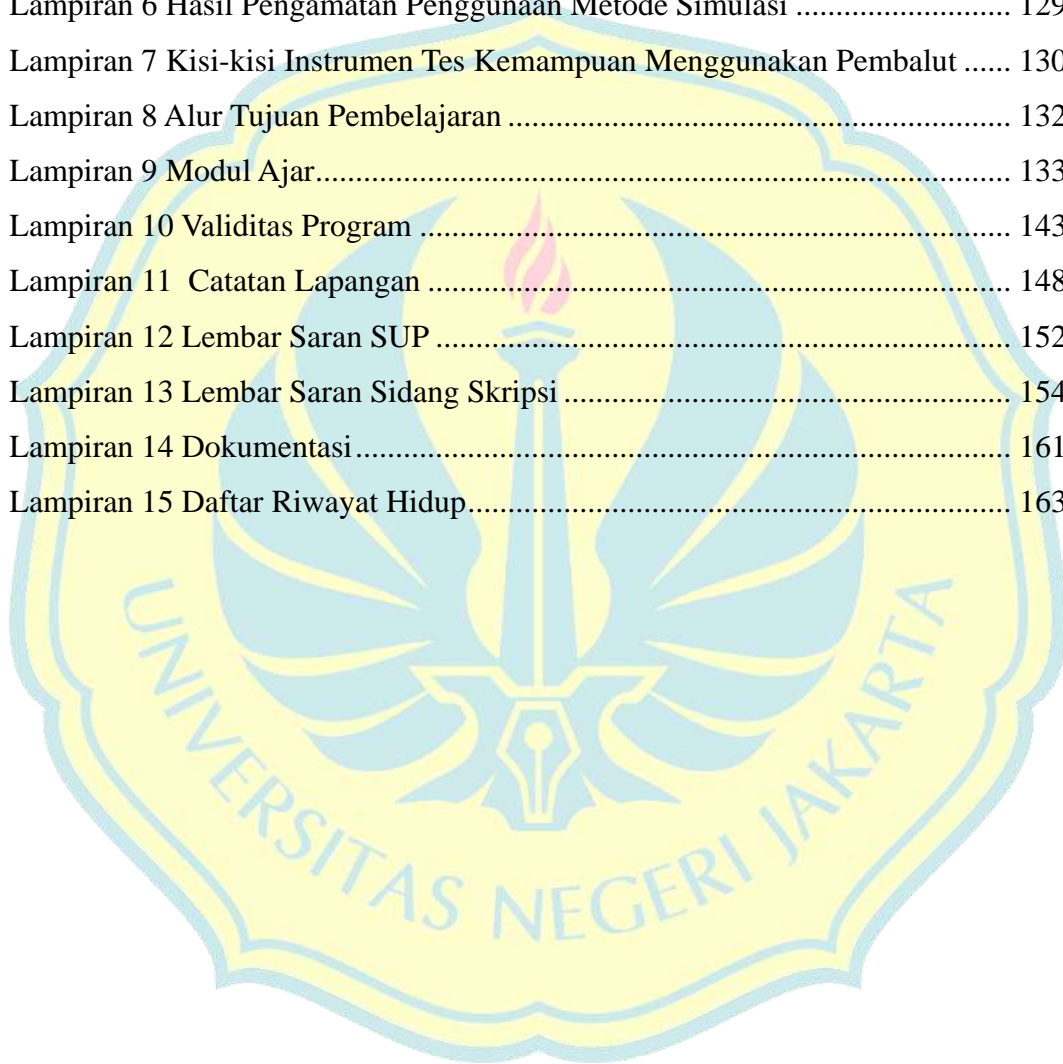 Lampiran 6 Hasil Pengamatan Penggunaan Metode Simulasi ............................ 129
Lampiran 7 Kisi-kisi Instrumen Tes Kemampuan Menggunakan Pembalut ...... 130
Lampiran 8 Alur Tujuan Pembelajaran ............................................................... 132
Lampiran 9 Modul Ajar....................................................................................... 133
Lampiran 10 Validitas Program .......................................................................... 143
Lampiran 11  Catatan Lapangan ......................................................................... 148
Lampiran 12 Lembar Saran SUP ........................................................................ 152
Lampiran 13 Lembar Saran Sidang Skripsi ........................................................ 154
Lampiran 14 Dokumentasi .................................................................................. 161
Lampiran 15 Daftar Riwayat Hidup.................................................................... 163
UNIVERSITAS NEGERI JAKARTA